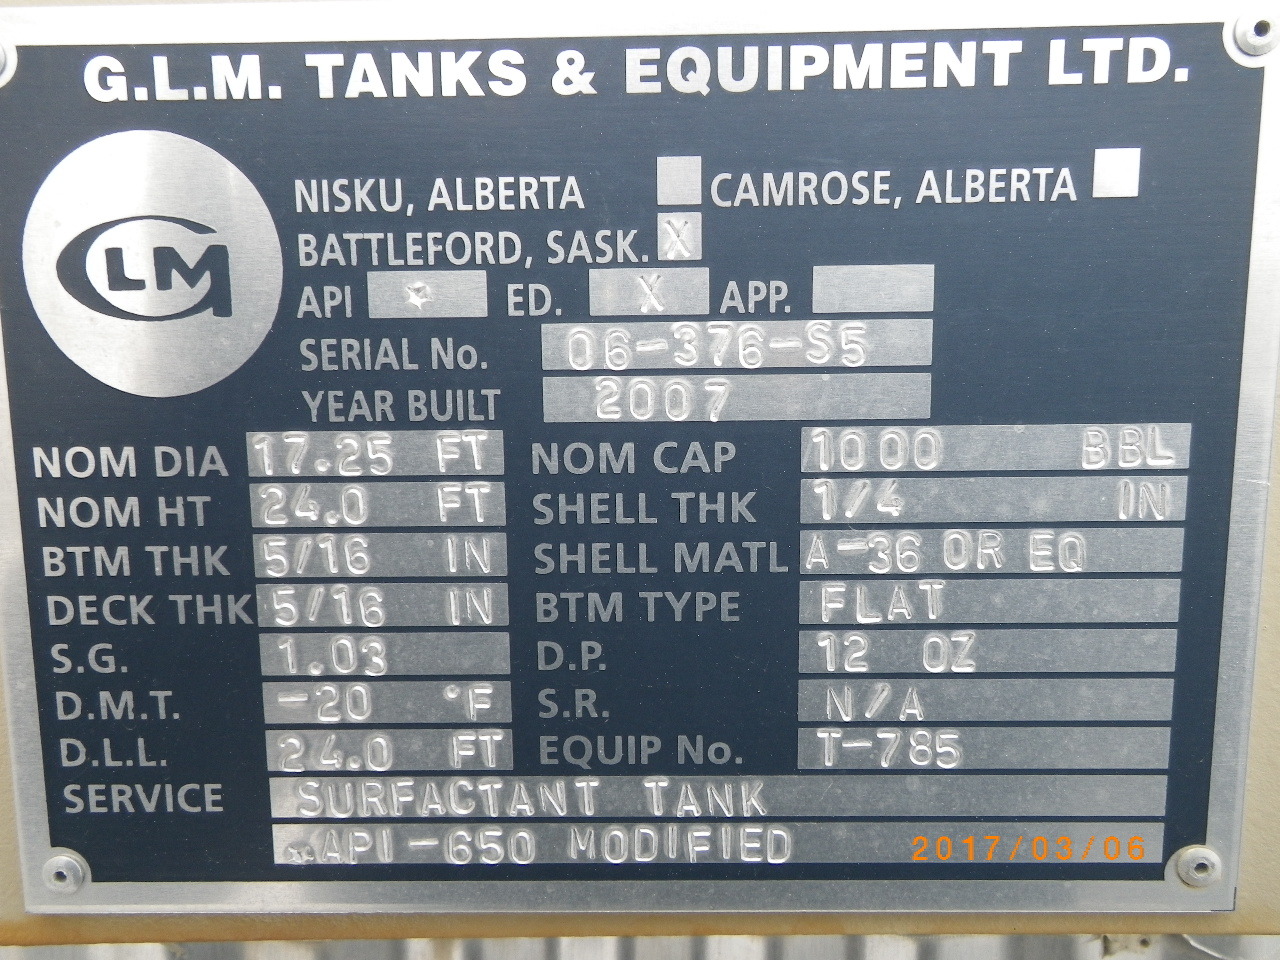 G.L.M. TANKS & EQUIPMENT LTD.
GLM
NISKU, ALBERTA CAMROSE, ALBERTA
BATTLEFORD, SASK. X
API * ED. X APP.
SERIAL No. 06-376-S5
YEAR BUILT 2007
NOM DIA 17.25 FT NOM CAP 1000 BBL
NOM HT 24.0 FT SHELL THK 1/4 IN
BTM THK 5/16 IN SHELL MATL A-36 OR EQ
DECK THK 5/16 IN BTM TYPE FLAT
S.G. 1.03 D.P. 12 OZ
D.M.T. -20 °F S.R. N/A
D.L.L. 24.0 FT EQUIP No. T-785
SERVICE SURFACTANT TANK
*API-650 MODIFIED
2017/03/06